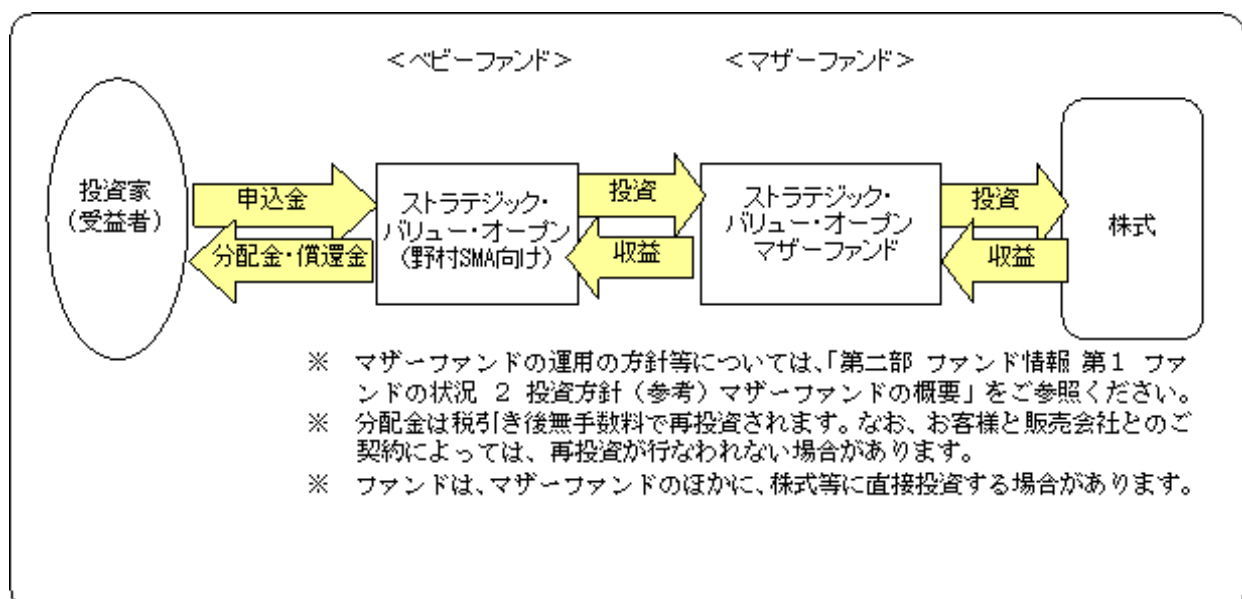 ＜ベビーファンド＞
＜マザーファンド＞
投資家
（受益者）
申込金
分配金・償還金
ストラテジック・
バリュー・オープン
（野村SMA向け）
投資
収益
ストラテジック・
バリュー・オープン
マザーファンド
投資
収益
株式
※ マザーファンドの運用の方針等については、「第二部 ファンド情報 第１ ファ
ンドの状況 ２ 投資方針（参考）マザーファンドの概要」をご参照ください。
※ 分配金は税引き後無手数料で再投資されます。なお、お客様と販売会社とのご
契約によっては、再投資が行なわれない場合があります。
※ ファンドは、マザーファンドのほかに、株式等に直接投資する場合があります。